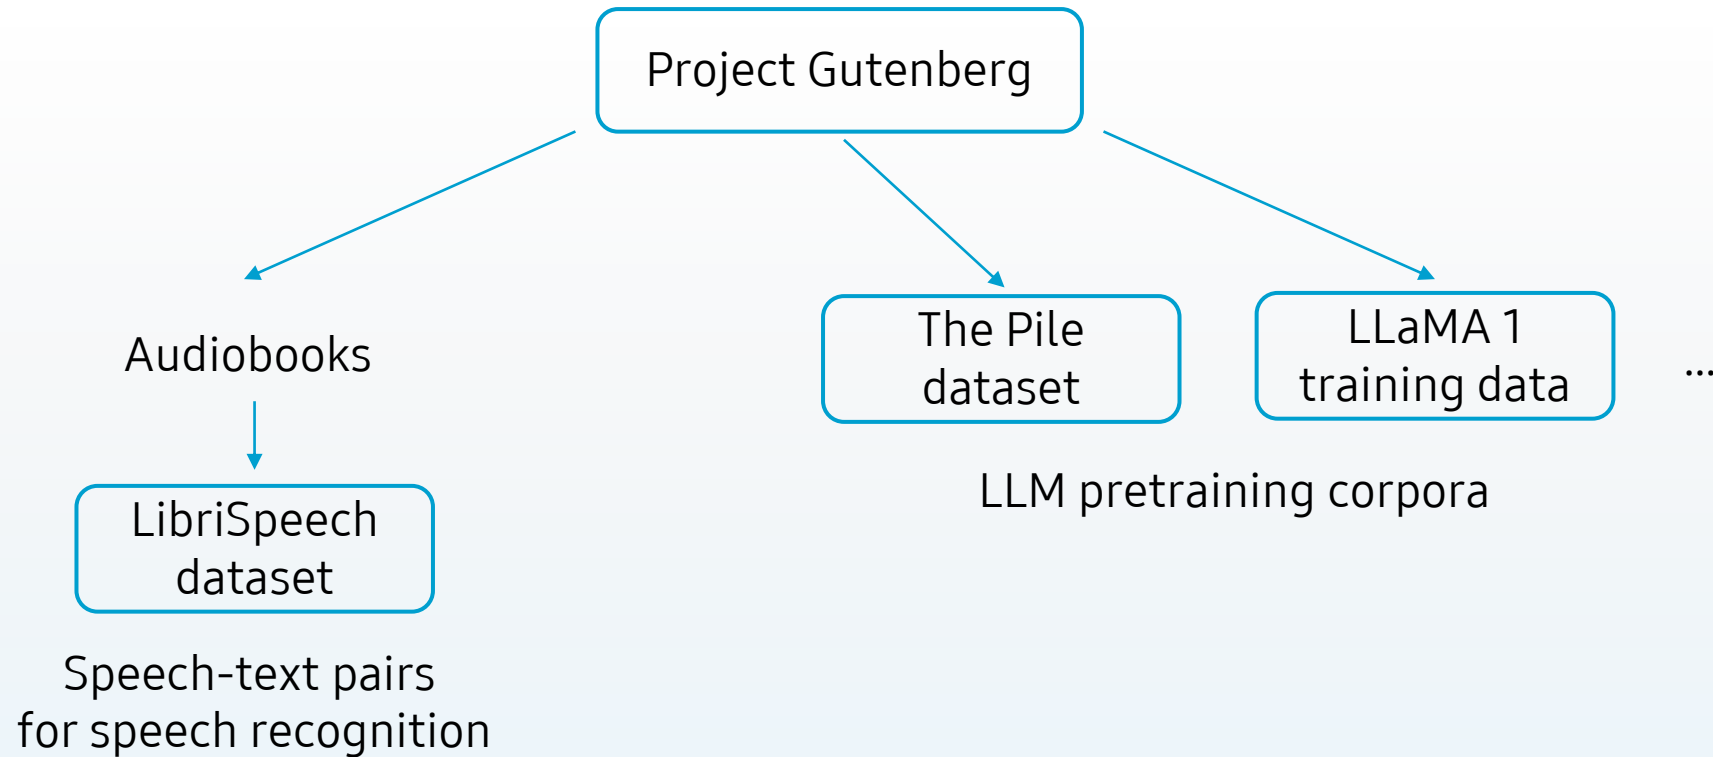 Project Gutenberg
Audiobooks
The Pile
dataset
LLaMA 1
training data
...
LibriSpeech
dataset
LLM pretraining corpora
Speech-text pairs
for speech recognition